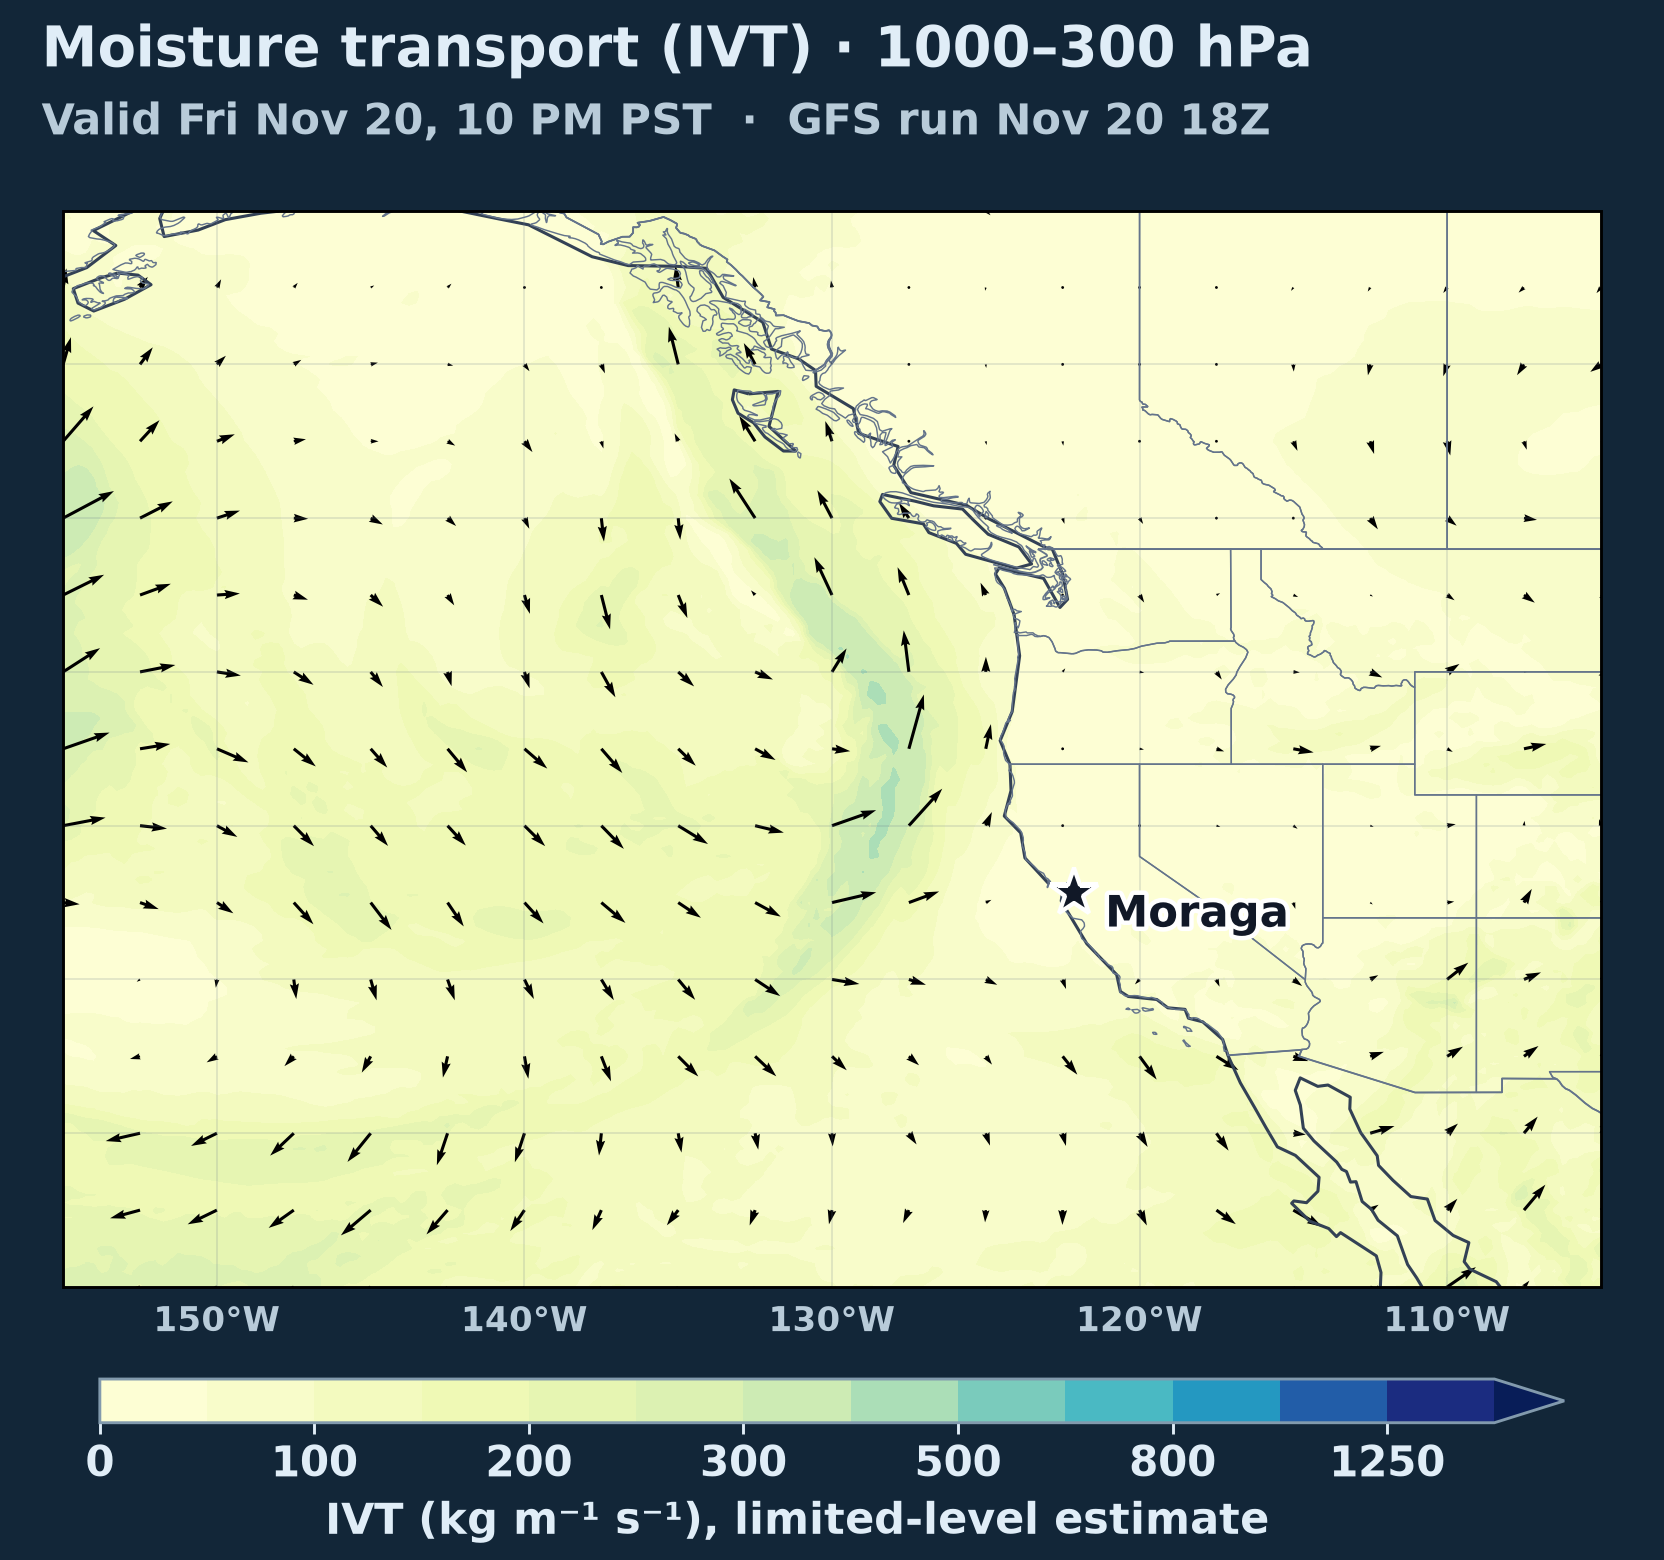 Moisture transport (IVT) · 1000–300 hPa
Valid Fri Nov 20, 10 PM PST · GFS run Nov 20 18Z
Moraga
150°W 140°W 130°W 120°W 110°W
0 100 200 300 500 800 1250
IVT (kg m⁻¹ s⁻¹), limited-level estimate